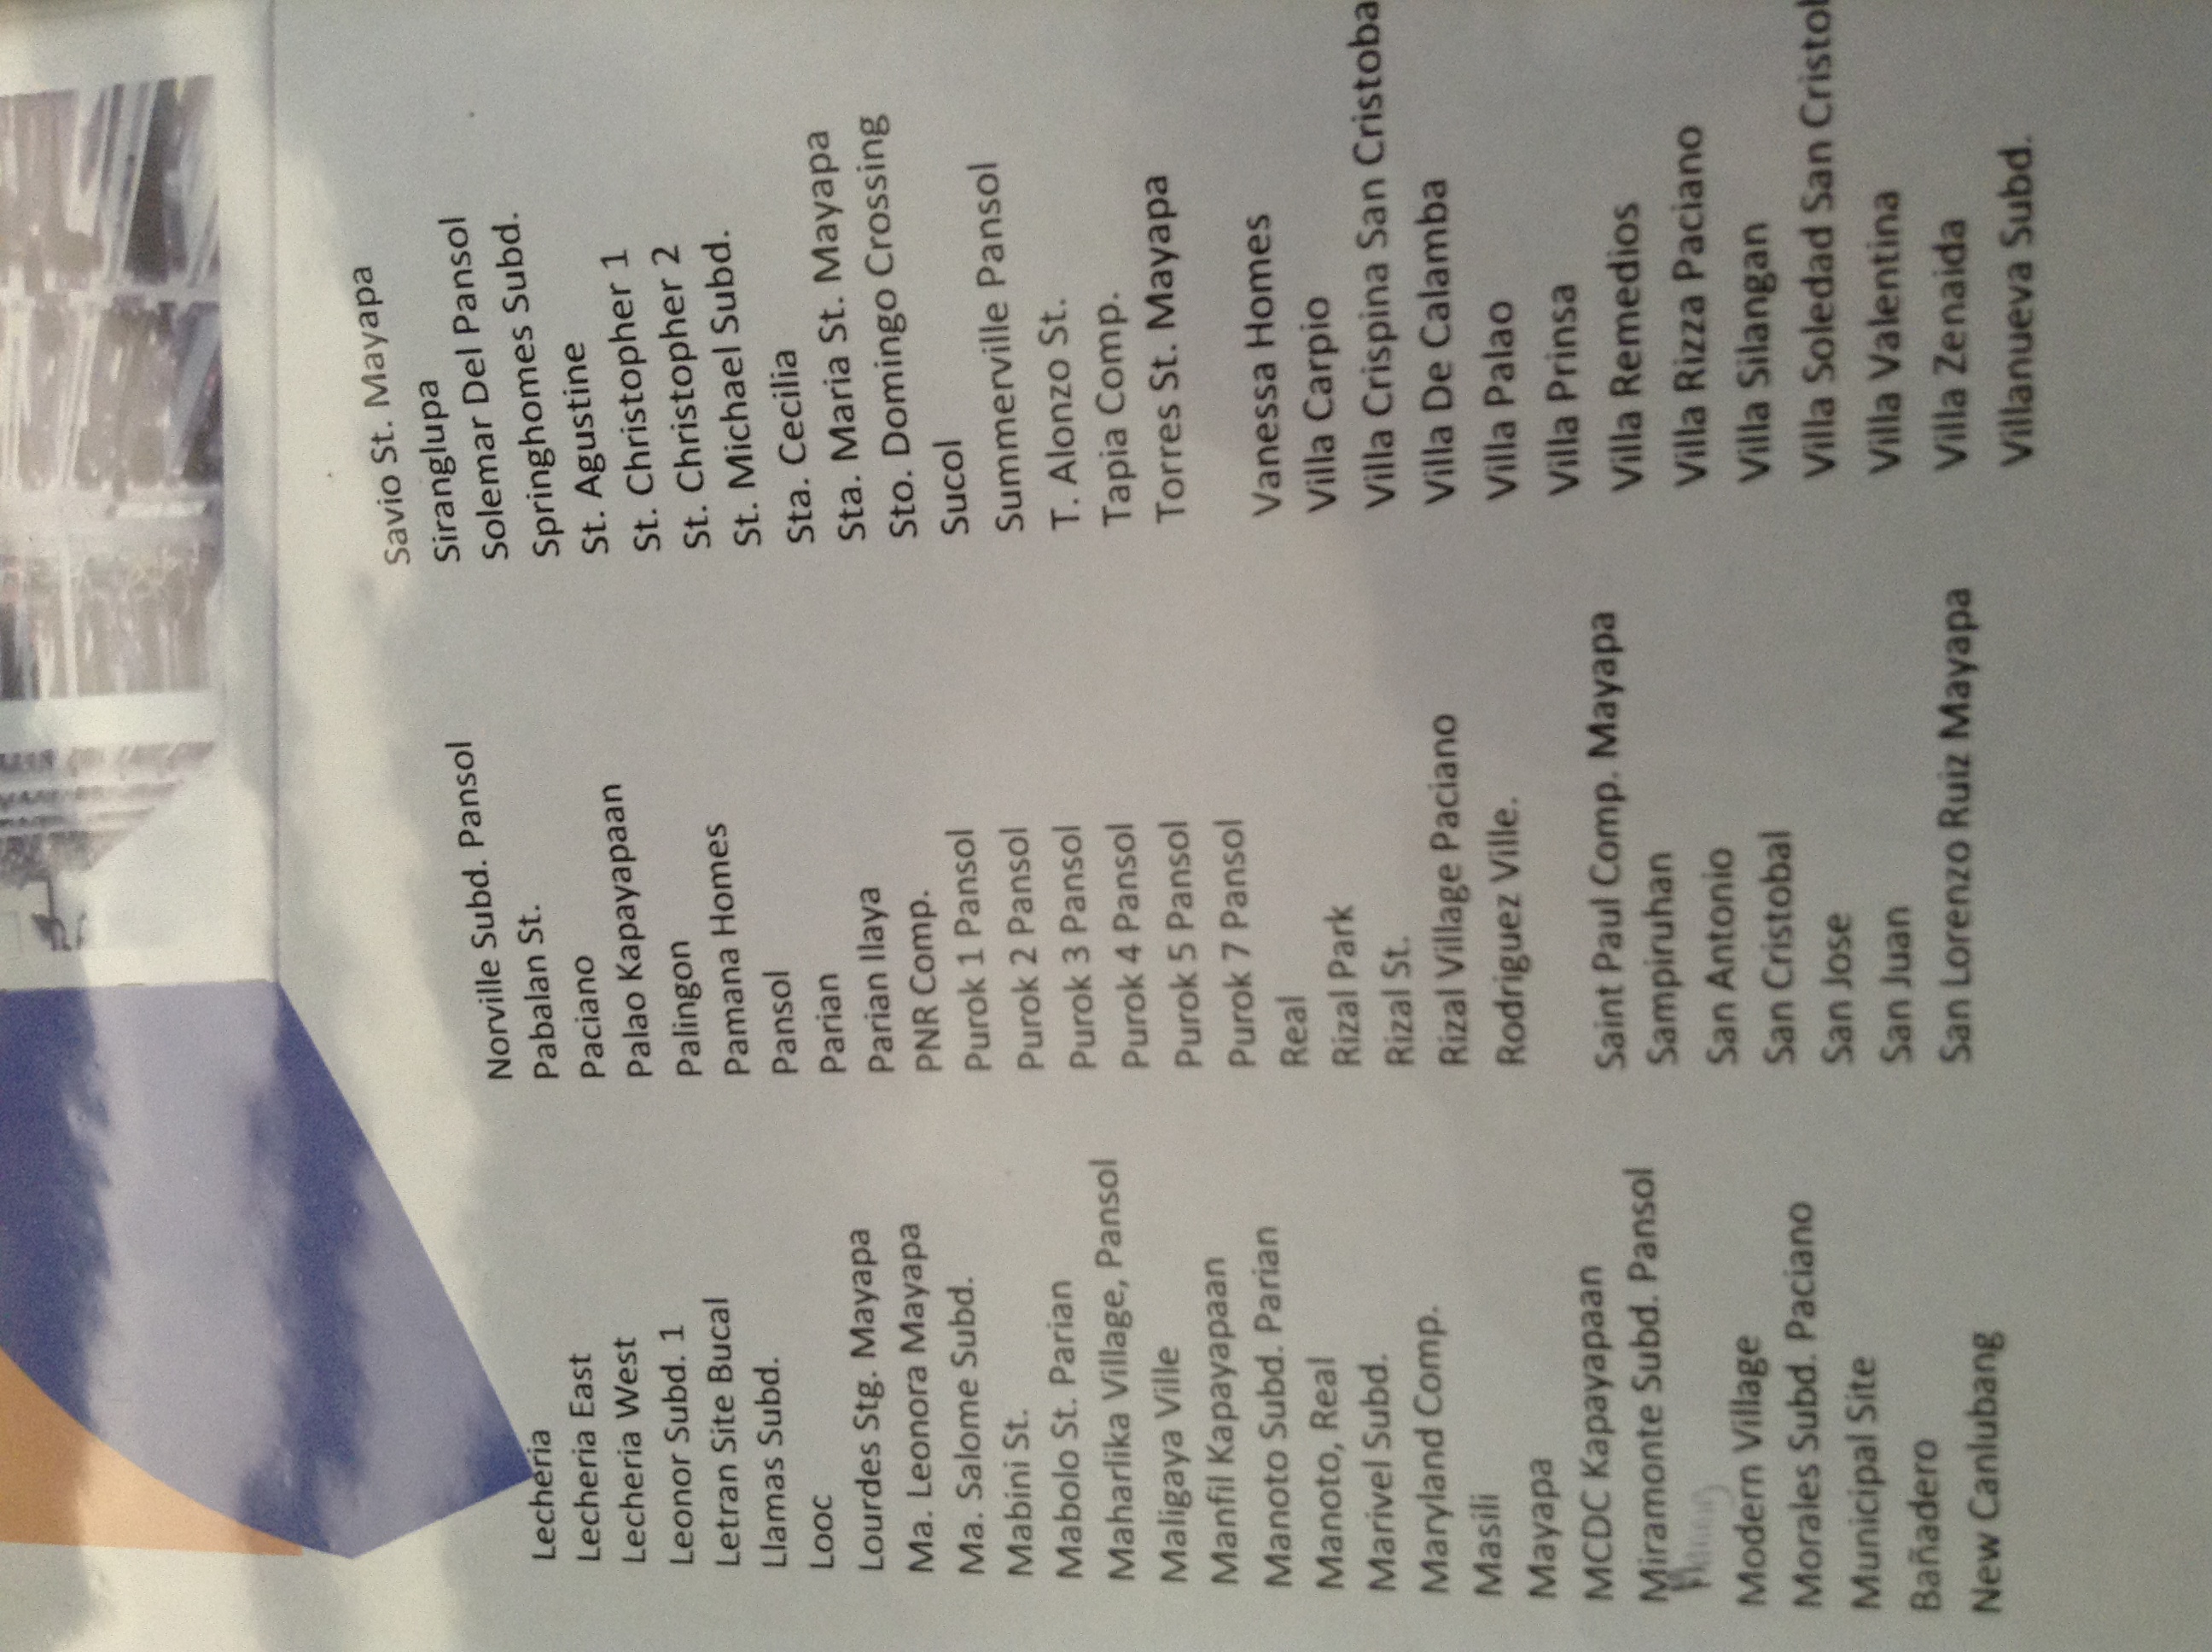 Lecheria
Lecheria East
Lecheria West
Leonor Subd. 1
Letran Site Bucal
Llamas Subd.
Looc
Lourdes Stg. Mayapa
Ma. Leonora Mayapa
Ma. Salome Subd.
Mabini St.
Mabolo St. Parian
Maharlika Village, Pansol
Maligaya Ville
Manfil Kapayapaan
Manoto Subd. Parian
Manoto, Real
Marivel Subd.
Maryland Comp.
Masili
Mayapa
MCDC Kapayapaan
Miramonte Subd. Pansol
Modern Village
Morales Subd. Paciano
Municipal Site
Bañadero
New Canlubang
Norville Subd. Pansol
Pabalan St.
Paciano
Palao Kapayapaan
Palingon
Pamana Homes
Pansol
Parian
Parian Ilaya
PNR Comp.
Purok 1 Pansol
Purok 2 Pansol
Purok 3 Pansol
Purok 4 Pansol
Purok 5 Pansol
Purok 7 Pansol
Real
Rizal Park
Rizal St.
Rizal Village Paciano
Rodriguez Ville.
Saint Paul Comp. Mayapa
Sampiruhan
San Antonio
San Cristobal
San Jose
San Juan
San Lorenzo Ruiz Mayapa
Savio St. Mayapa
Siranglupa
Solemar Del Pansol
Springhomes Subd.
St. Agustine
St. Christopher 1
St. Christopher 2
St. Michael Subd.
Sta. Cecilia
Sta. Maria St. Mayapa
Sto. Domingo Crossing
Sucol
Summerville Pansol
T. Alonzo St.
Tapia Comp.
Torres St. Mayapa
Vanessa Homes
Villa Carpio
Villa Crispina San Cristoba
Villa De Calamba
Villa Palao
Villa Prinsa
Villa Remedios
Villa Rizza Paciano
Villa Silangan
Villa Soledad San Cristo
Villa Valentina
Villa Zenaida
Villanueva Subd.